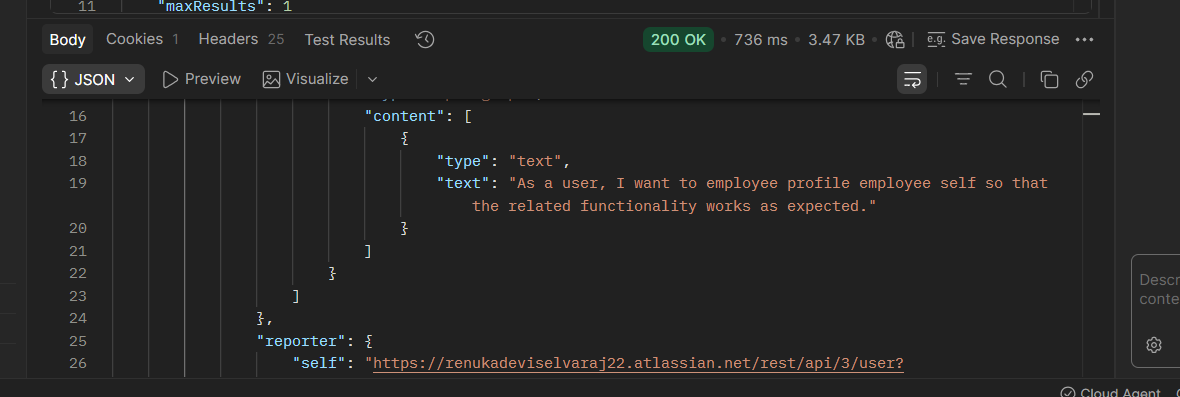 11 "maxResults": 1
Body Cookies 1 Headers 25 Test Results 200 OK • 736 ms • 3.47 KB • e.g. Save Response •••
{} JSON Preview Visualize
16 "content": [
17 {
18 "type": "text",
19 "text": "As a user, I want to employee profile employee self so that
the related functionality works as expected."
20 }
21 ]
22 }
23 ]
24 },
25 "reporter": {
26 "self": "https://renukadeviselvaraj22.atlassian.net/rest/api/3/user?
Descr
conte
Cloud Agent